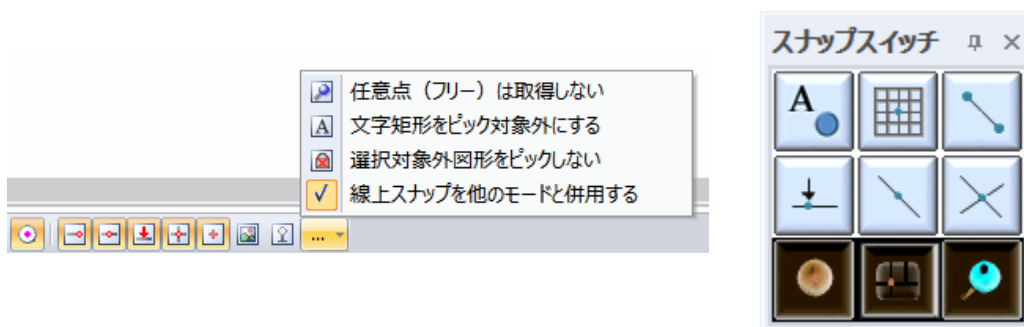 任意点（フリー）は取得しない
文字矩形をピック対象外にする
A
選択対象外図形をピックしない
線上スナップを他のモードと併用する
...
スナップスイッチ
A